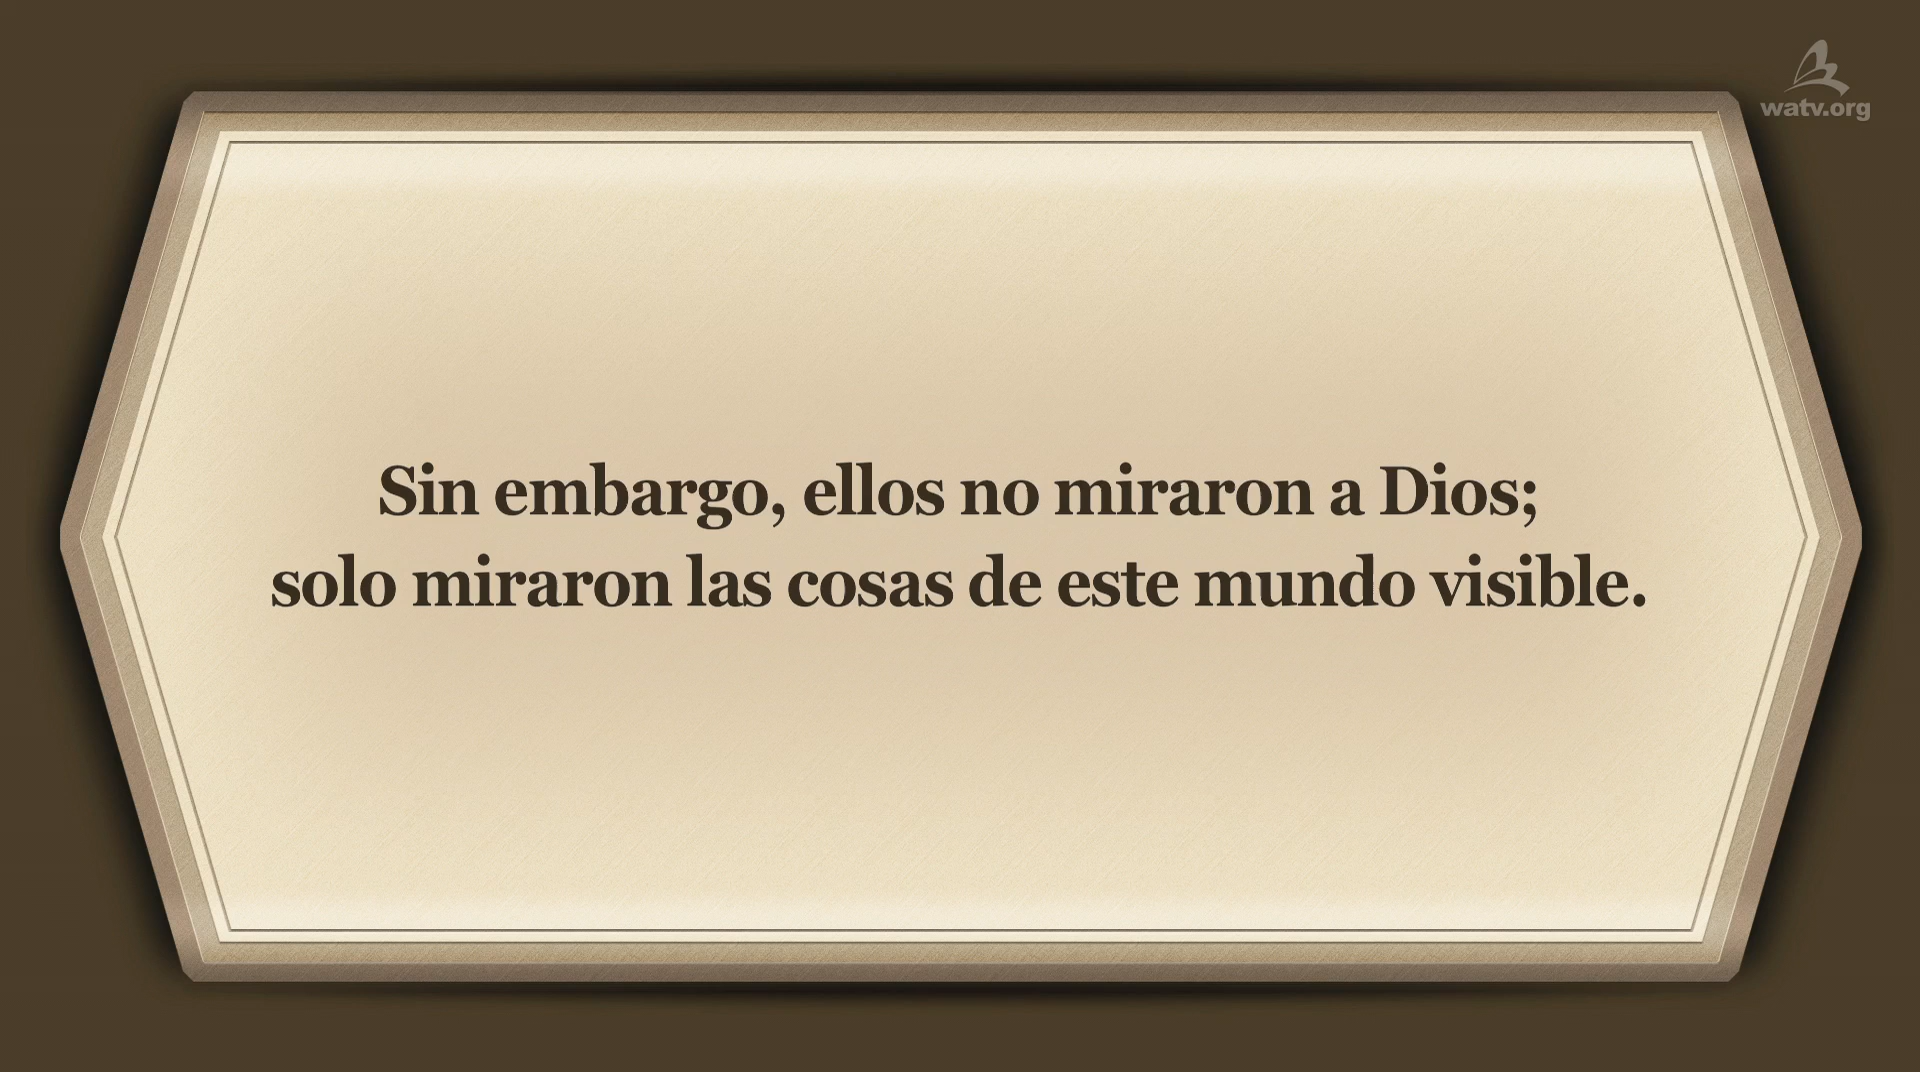 watv.org
Sin embargo, ellos no miraron a Dios;
solo miraron las cosas de este mundo visible.